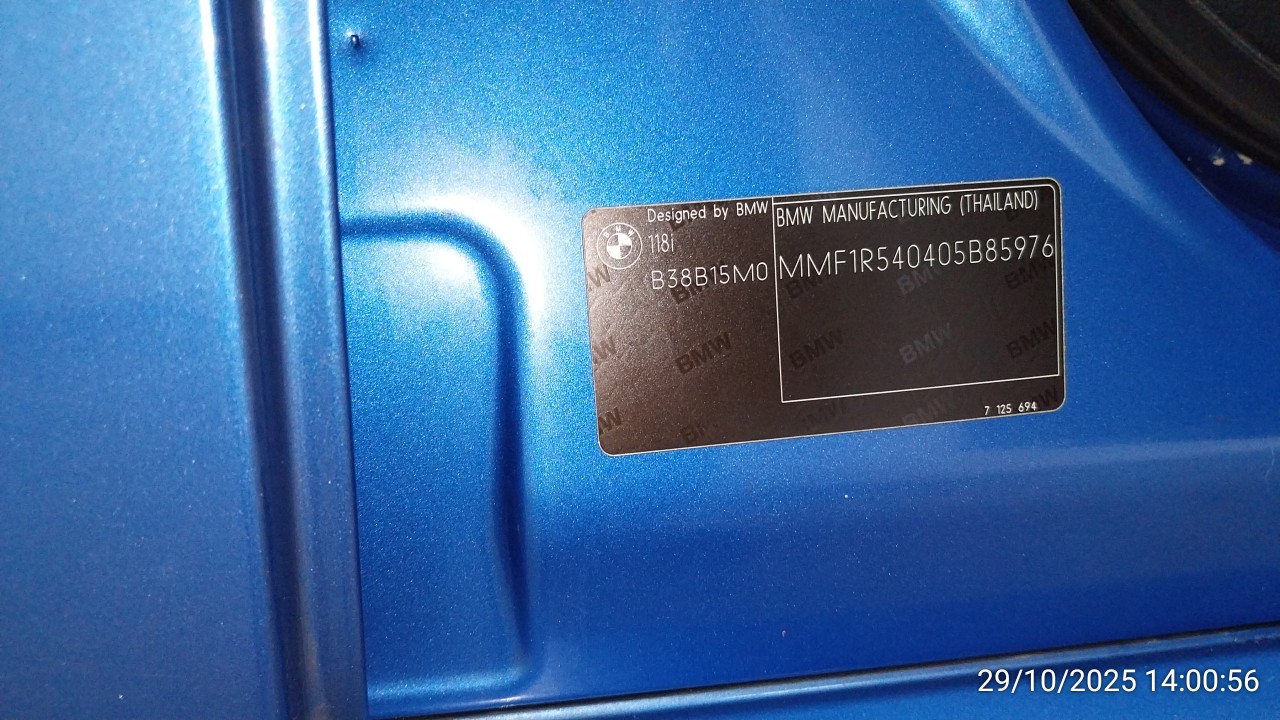 Designed by BMW
118i
B38B15M0
BMW MANUFACTURING (THAILAND)
MMF1R540405B85976
7 125 694
29/10/2025 14:00:56